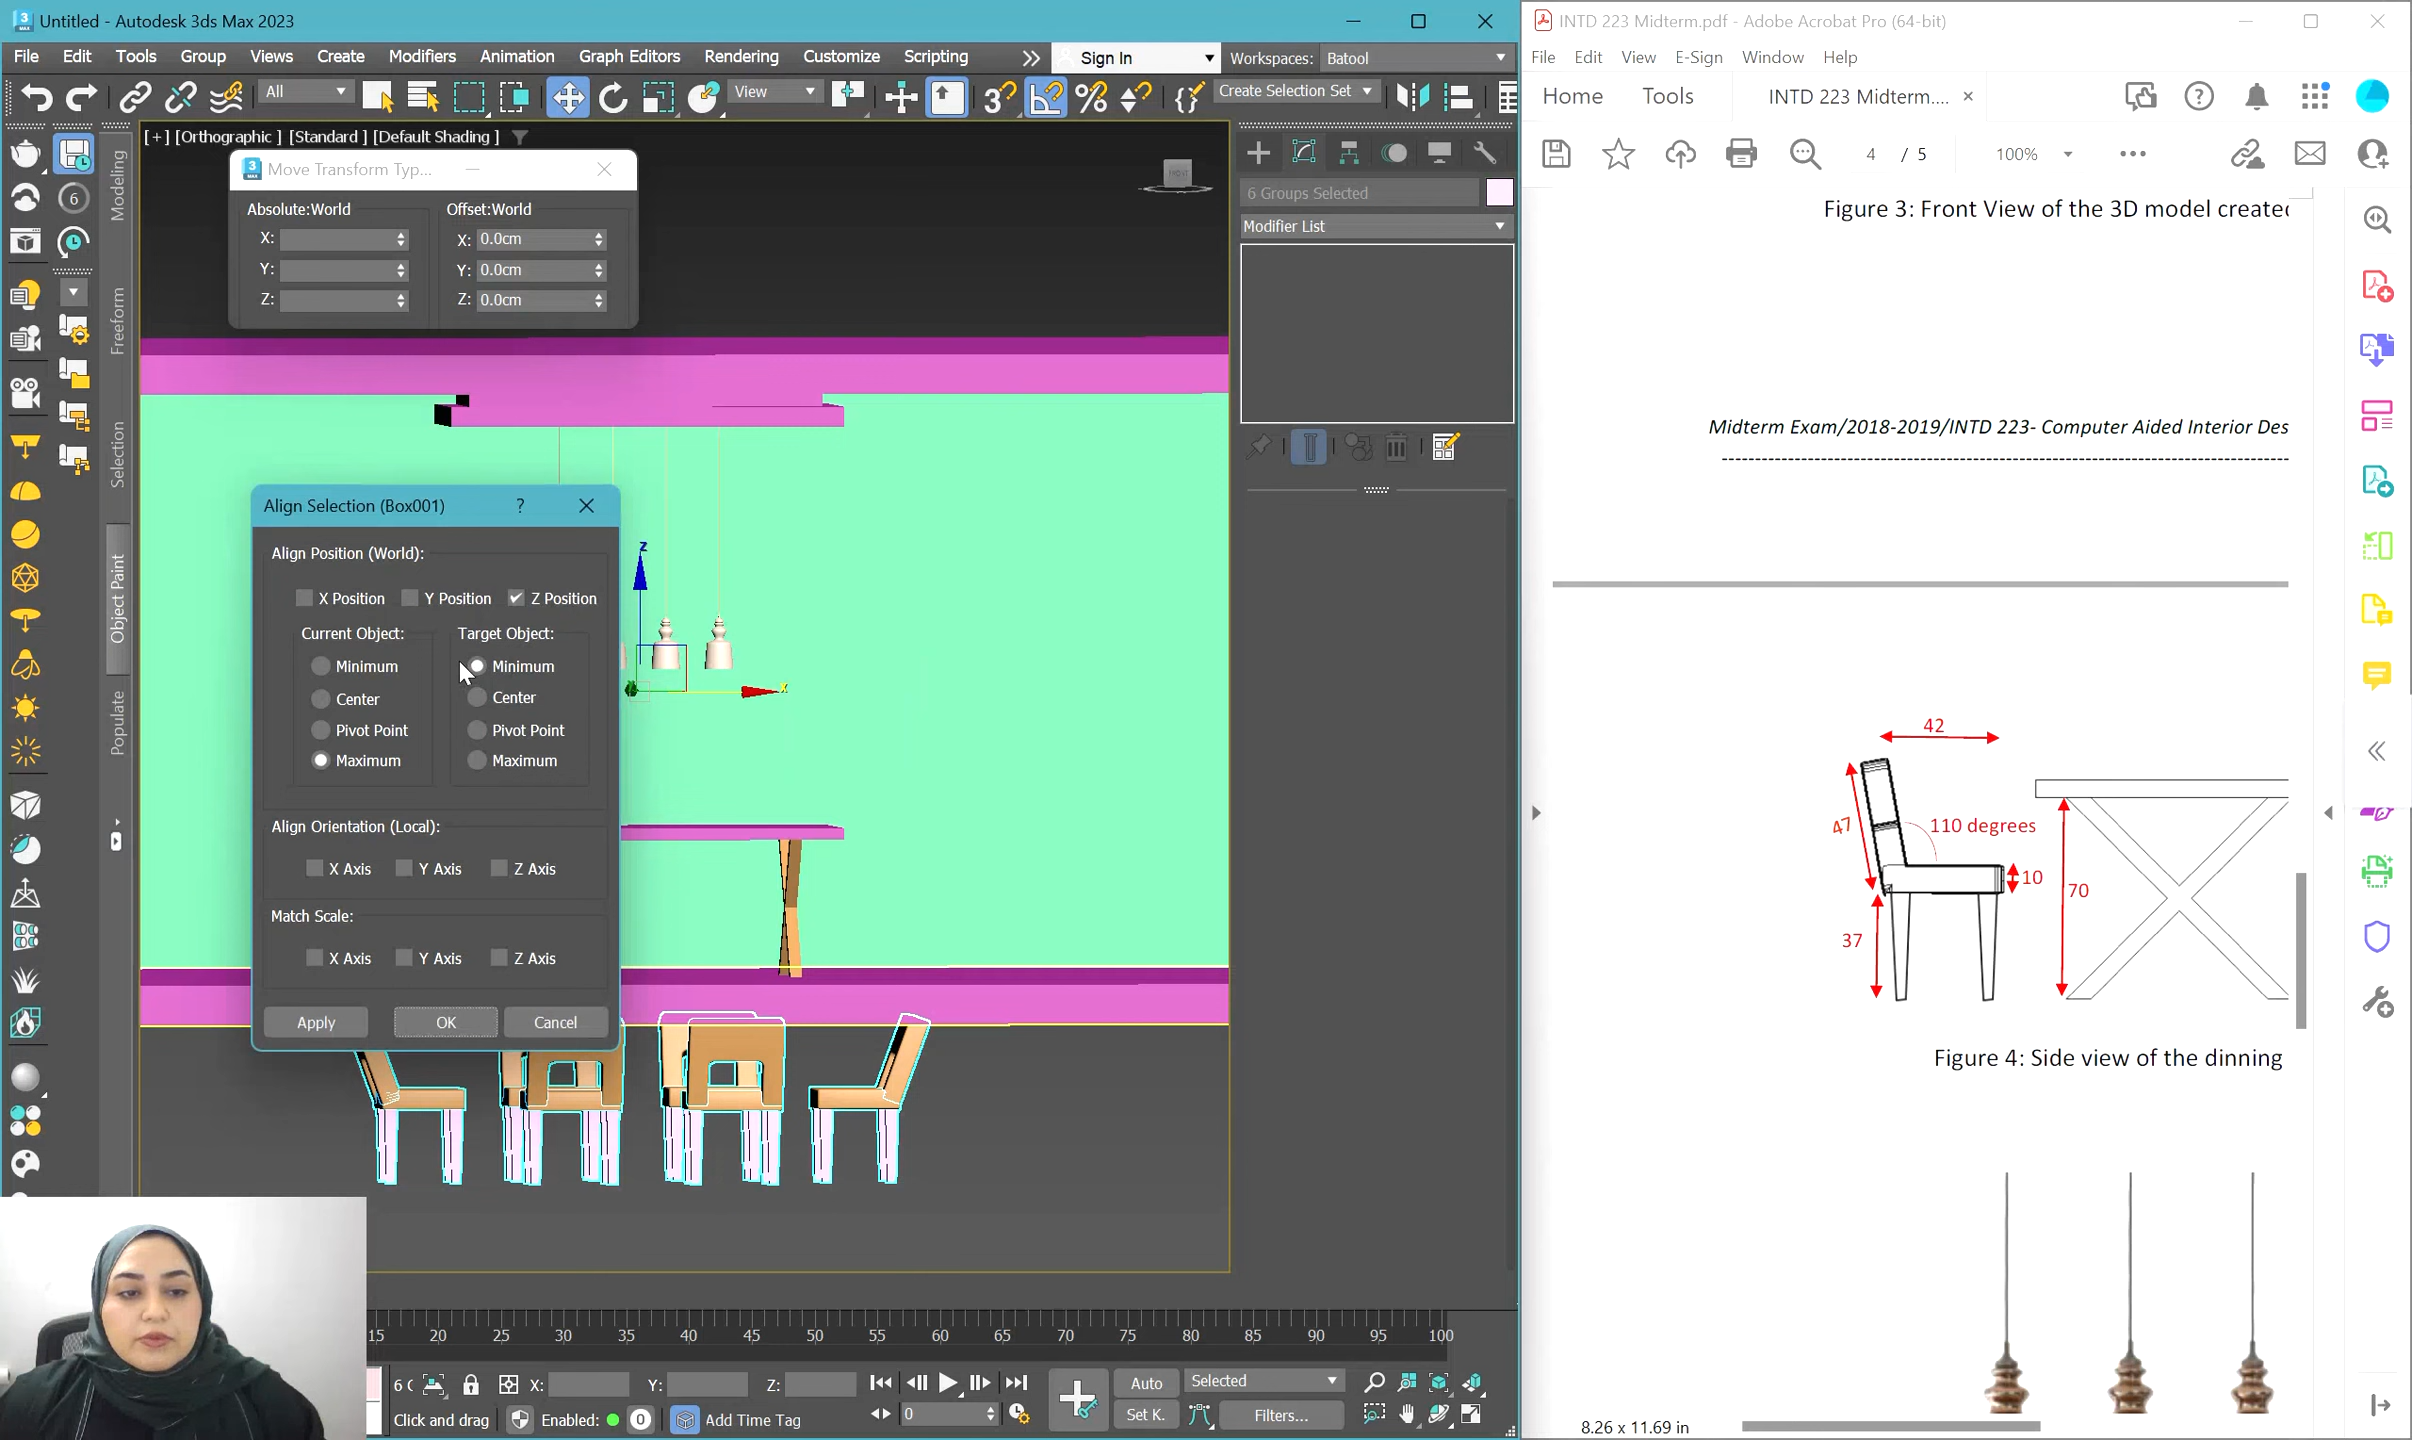 Untitled - Autodesk 3ds Max 2023
File Edit Tools Group Views Create Modifiers Animation Graph Editors Rendering Customize Scripting
Sign In
Workspaces: Batool
All
View
Create Selection Set
[+] [Orthographic ] [Standard ] [Default Shading ]
Modeling
Freeform
Selection
Object Paint
Populate
6
Move Transform Typ...
Absolute:World Offset:World
X: X: 0.0cm
Y: Y: 0.0cm
Z: Z: 0.0cm
FRONT
6 Groups Selected
Modifier List
Align Selection (Box001) ?
Align Position (World):
X Position Y Position Z Position
Current Object: Target Object:
Minimum Minimum
Center Center
Pivot Point Pivot Point
Maximum Maximum
Align Orientation (Local):
X Axis Y Axis Z Axis
Match Scale:
X Axis Y Axis Z Axis
Apply OK Cancel
z
x
15 20 25 30 35 40 45 50 55 60 65 70 75 80 85 90 95 100
6 X: Y: Z:
Auto
Selected
Click and drag
Enabled:
0
Add Time Tag
0
Set K.
Filters...
INTD 223 Midterm.pdf - Adobe Acrobat Pro (64-bit)
File Edit View E-Sign Window Help
Home Tools INTD 223 Midterm....
4 / 5
100%
Figure 3: Front View of the 3D model
Midterm Exam/2018-2019/INTD 223- Computer Aided Interior Des
42
47
110 degrees
10
70
37
Figure 4: Side view of the dinning
8.26 x 11.69 in